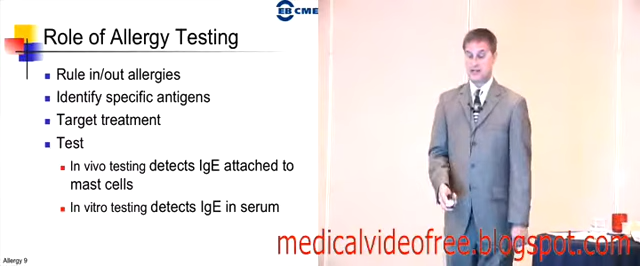 EB CME
Role of Allergy Testing
Rule in/out allergies
Identify specific antigens
Target treatment
Test
In vivo testing detects IgE attached to
mast cells
In vitro testing detects IgE in serum
medicalvideofree.blogspot.com
Allergy 9